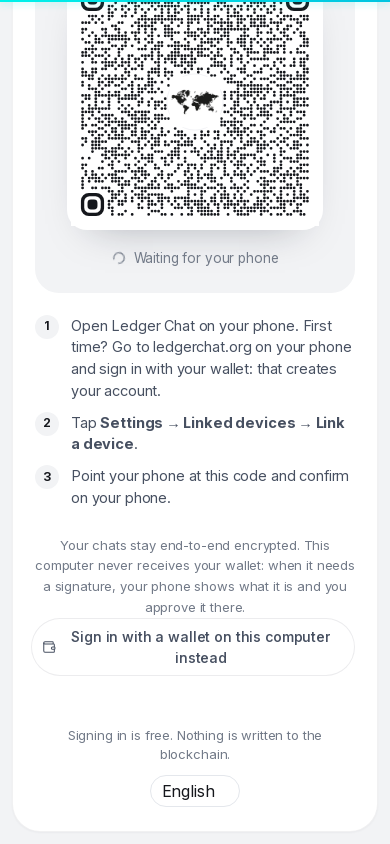 Waiting for your phone
1
Open Ledger Chat on your phone. First
time? Go to ledgerchat.org on your phone
and sign in with your wallet: that creates
your account.
2
Tap Settings → Linked devices → Link
a device.
3
Point your phone at this code and confirm
on your phone.
Your chats stay end-to-end encrypted. This
computer never receives your wallet: when it needs
a signature, your phone shows what it is and you
approve it there.
Sign in with a wallet on this computer
instead
Signing in is free. Nothing is written to the
blockchain.
English